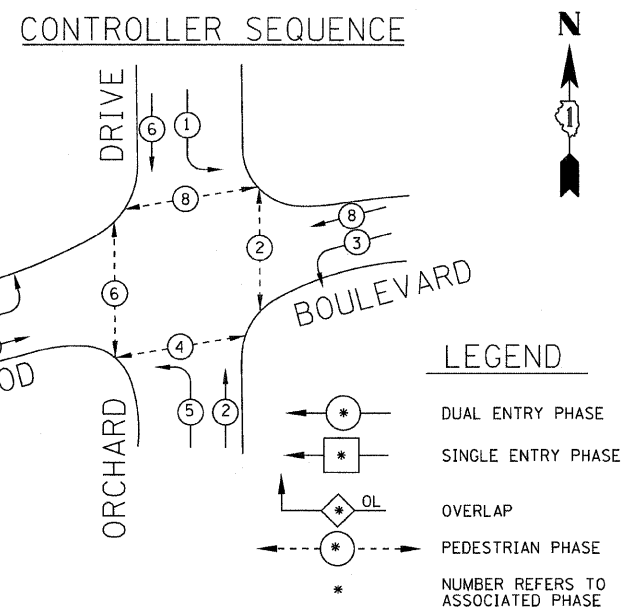 CONTROLLER SEQUENCE
N
1
DRIVE
6
1
8
8
2
3
6
BOULEVARD
4
OD
5
2
ORCHARD
LEGEND
* DUAL ENTRY PHASE
* SINGLE ENTRY PHASE
* OL OVERLAP
* PEDESTRIAN PHASE
* NUMBER REFERS TO
ASSOCIATED PHASE